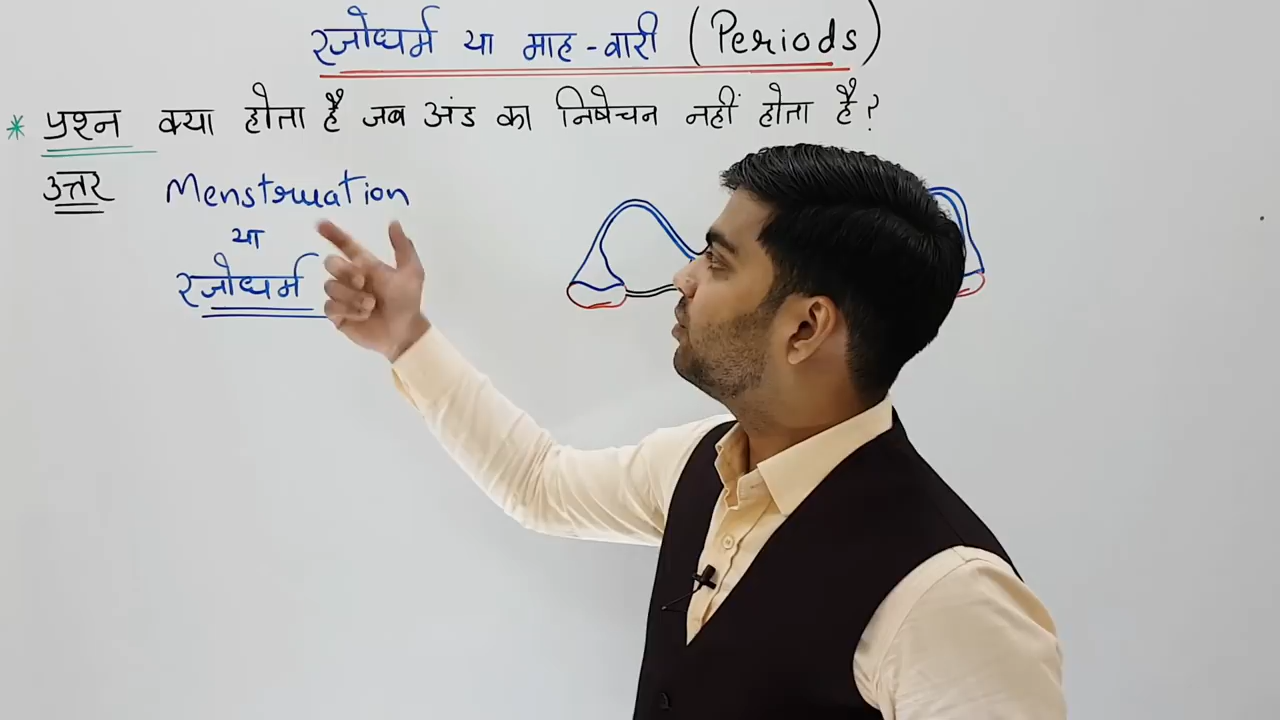 रजोधर्म या माह-वारी (Periods)
* प्रश्न क्या होता है जब अंड का निषेचन नहीं होता है?
उत्तर Menstruation
या
रजोधर्म